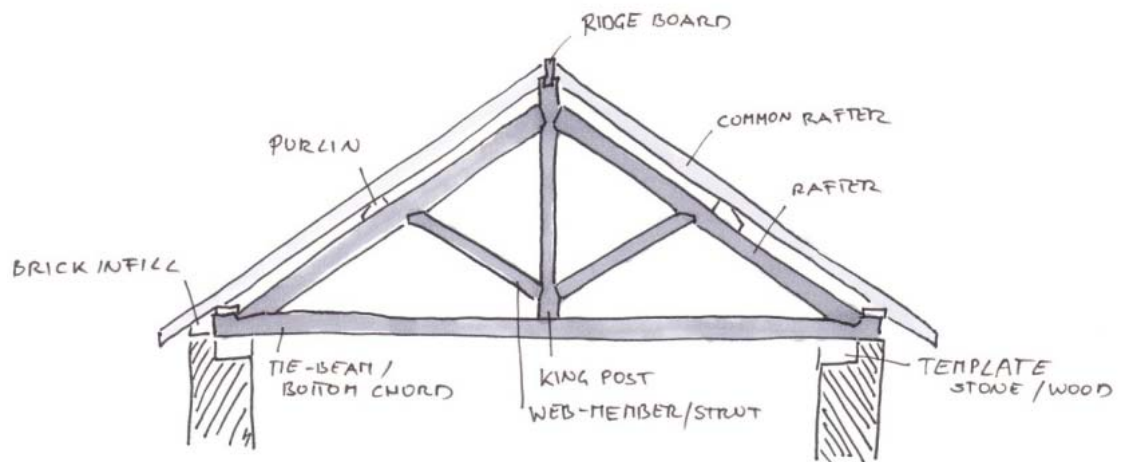 RIDGE BOARD
COMMON RAFTER
PURLIN
RAFTER
BRICK INFILL
TIE-BEAM/
BOTTOM CHORD
KING POST
WEB-MEMBER/STRUT
TEMPLATE
STONE/WOOD